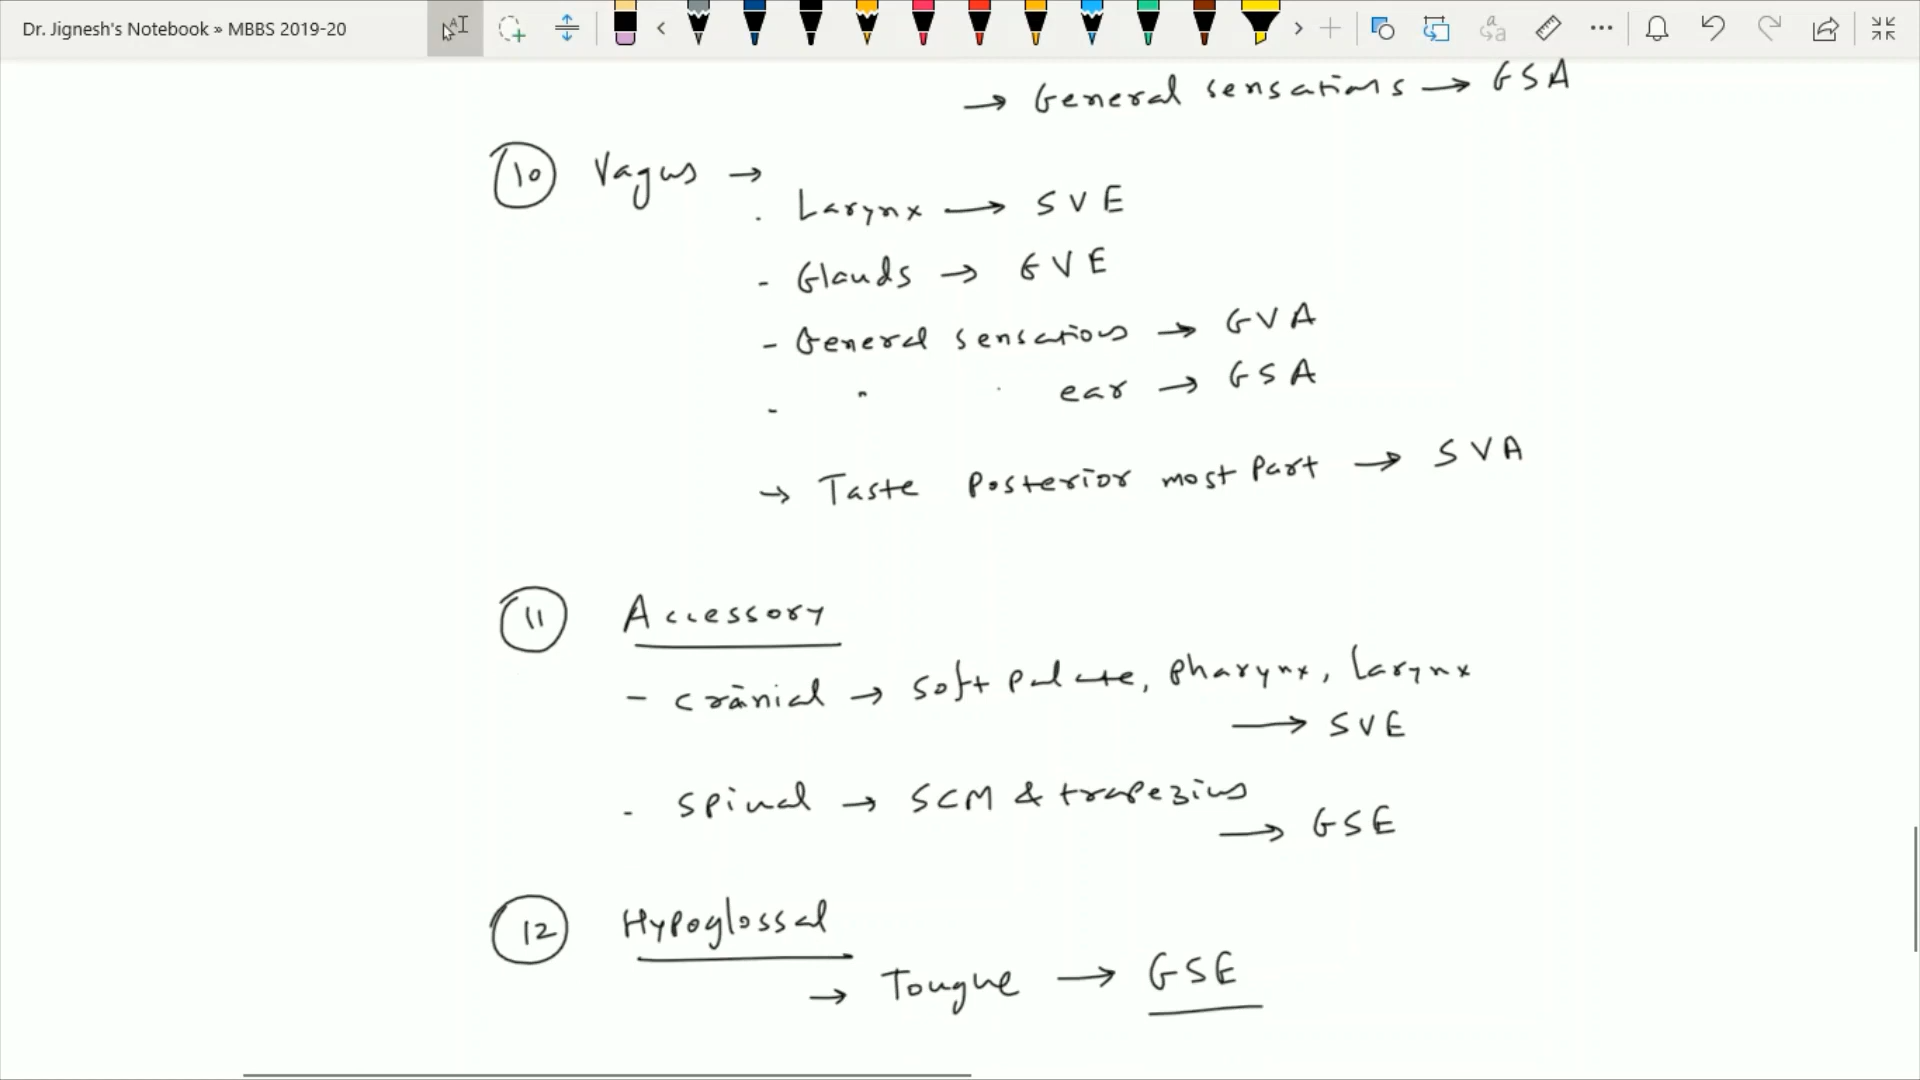 Dr. Jignesh's Notebook » MBBS 2019-20
→ General sensations → GSA
10 Vagus →
. Larynx → SVE
- Glands → GVE
- General sensations → GVA
- " " ear → GSA
→ Taste Posterior most Part → SVA
11 Accessory
- cranial → soft palate, pharynx, Larynx
→ SVE
- spinal → SCM & trapezius
→ GSE
12 Hypoglossal
→ Tongue → GSE